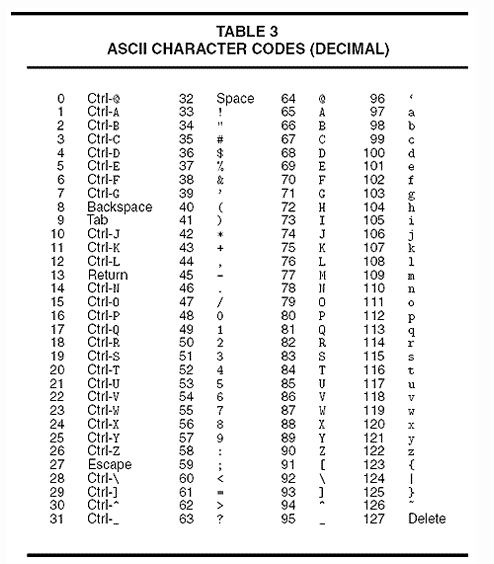 TABLE 3
ASCII CHARACTER CODES (DECIMAL)
0 Ctrl-@ 32 Space 64 @ 96 ‘
1 Ctrl-A 33 ! 65 A 97 a
2 Ctrl-B 34 " 66 B 98 b
3 Ctrl-C 35 # 67 C 99 c
4 Ctrl-D 36 $ 68 D 100 d
5 Ctrl-E 37 % 69 E 101 e
6 Ctrl-F 38 & 70 F 102 f
7 Ctrl-G 39 ’ 71 G 103 g
8 Backspace 40 ( 72 H 104 h
9 Tab 41 ) 73 I 105 i
10 Ctrl-J 42 * 74 J 106 j
11 Ctrl-K 43 + 75 K 107 k
12 Ctrl-L 44 , 76 L 108 l
13 Return 45 - 77 M 109 m
14 Ctrl-N 46 . 78 N 110 n
15 Ctrl-O 47 / 79 O 111 o
16 Ctrl-P 48 0 80 P 112 p
17 Ctrl-Q 49 1 81 Q 113 q
18 Ctrl-R 50 2 82 R 114 r
19 Ctrl-S 51 3 83 S 115 s
20 Ctrl-T 52 4 84 T 116 t
21 Ctrl-U 53 5 85 U 117 u
22 Ctrl-V 54 6 86 V 118 v
23 Ctrl-W 55 7 87 W 119 w
24 Ctrl-X 56 8 88 X 120 x
25 Ctrl-Y 57 9 89 Y 121 y
26 Ctrl-Z 58 : 90 Z 122 z
27 Escape 59 ; 91 [ 123 {
28 Ctrl-\ 60 < 92 \ 124 |
29 Ctrl-] 61 = 93 ] 125 }
30 Ctrl-^ 62 > 94 ^ 126 ~
31 Ctrl-_ 63 ? 95 _ 127 Delete